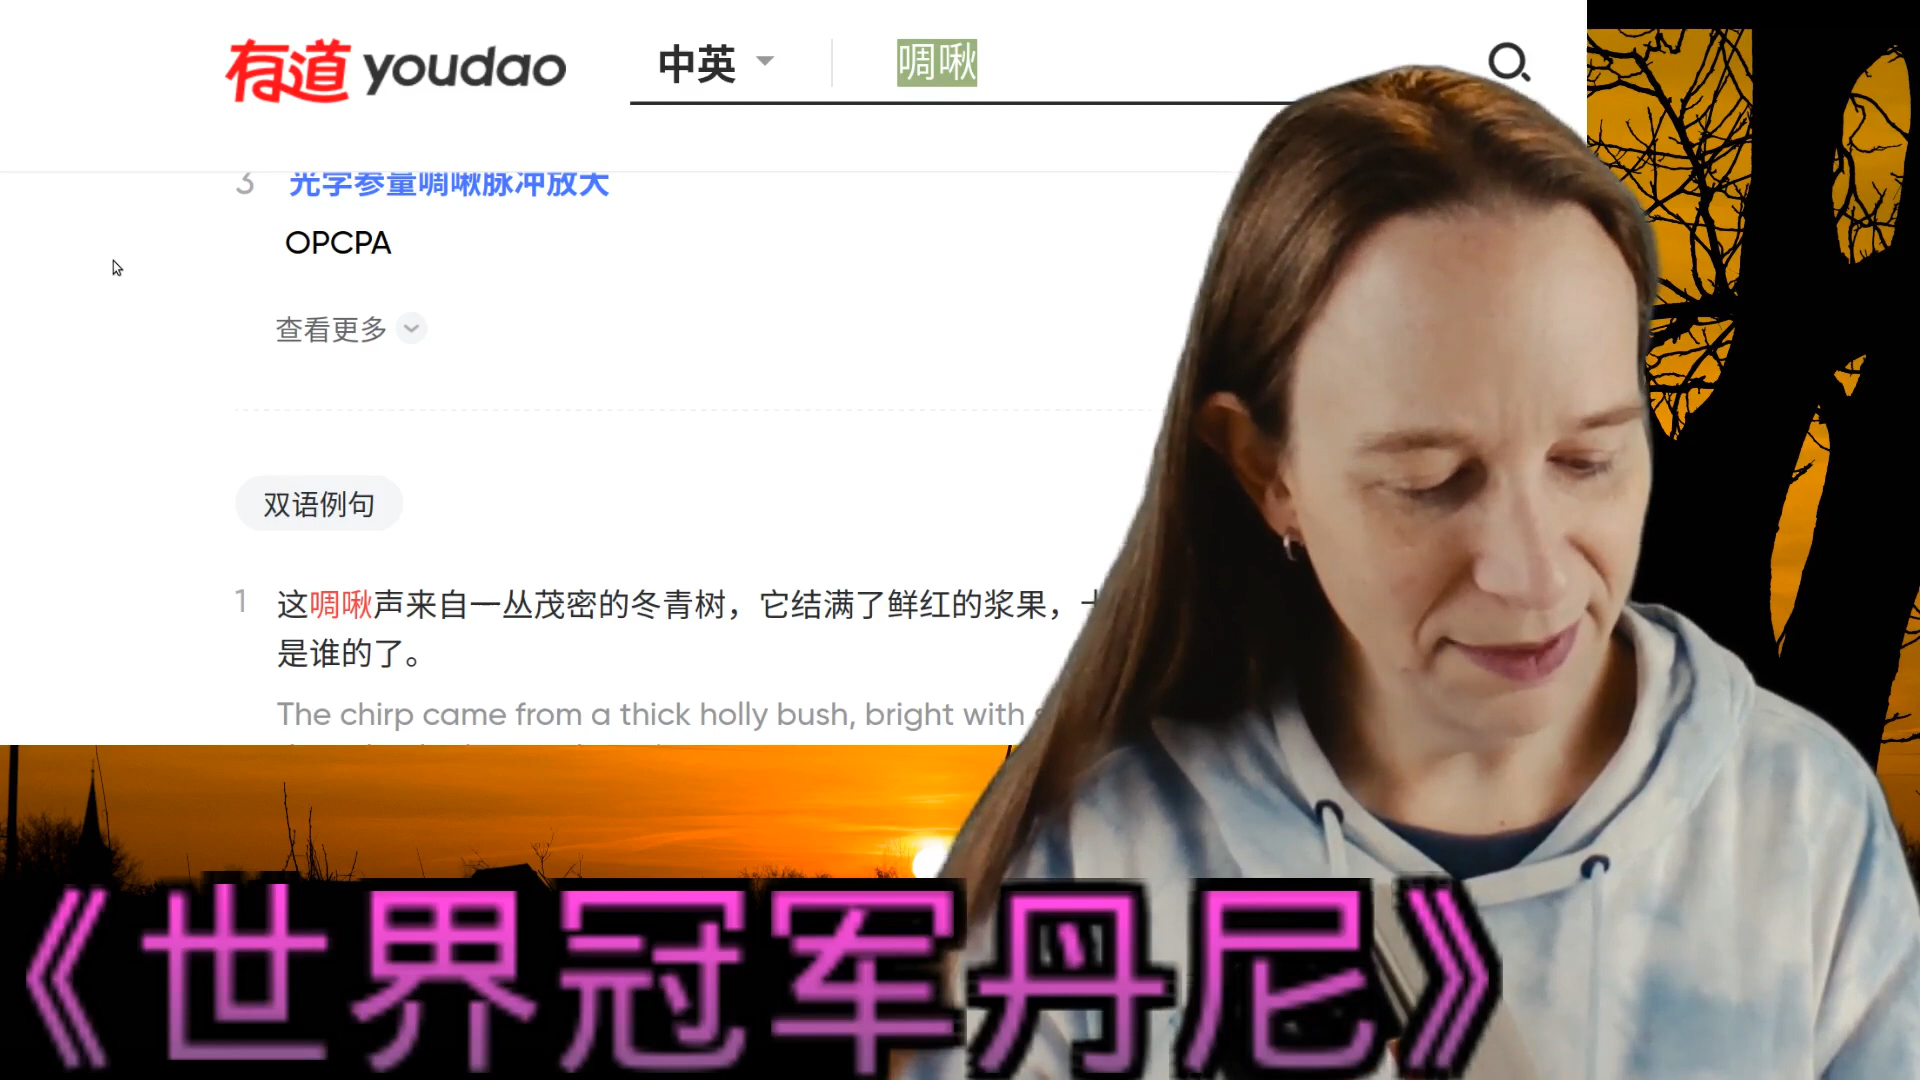 有道 youdao 中英 啁啾
3 光学参量啁啾脉冲放大
OPCPA
查看更多
双语例句
1 这啁啾声来自一丛茂密的冬青树，它结满了鲜红的浆果，
是谁的了。
The chirp came from a thick holly bush, bright with
《世界冠军丹尼》